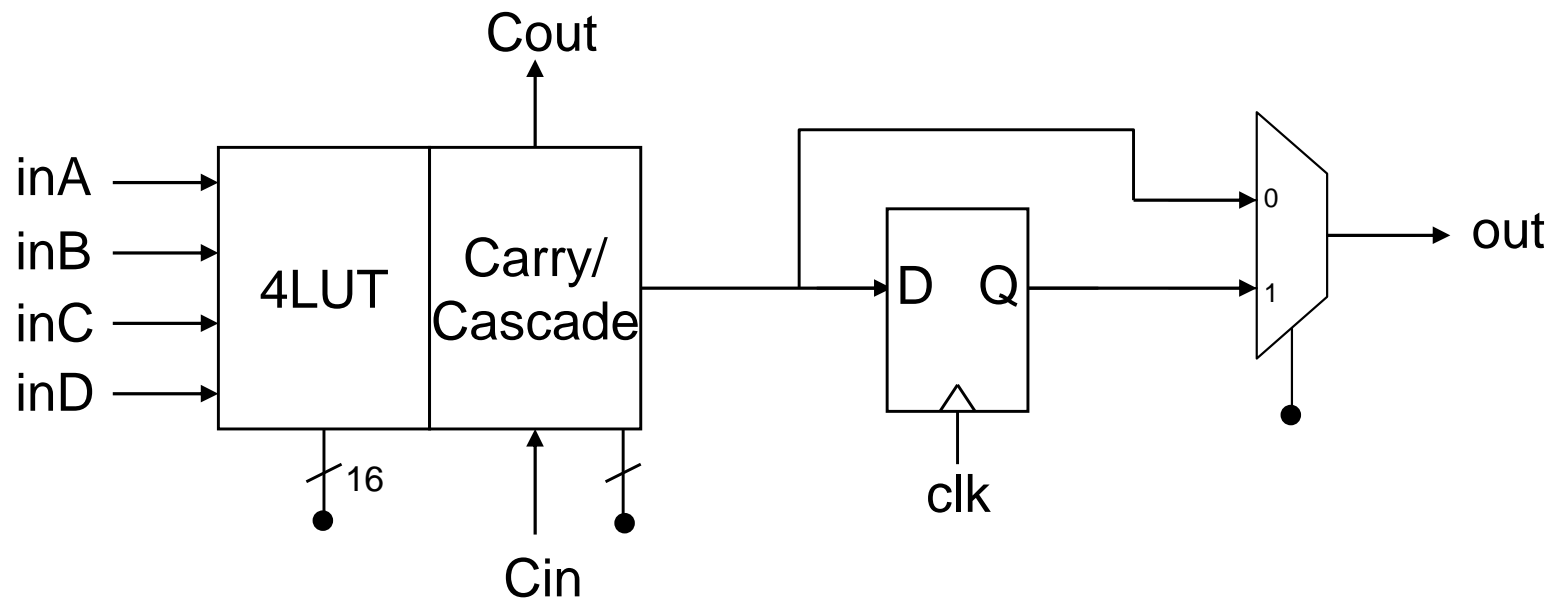 Cout
inA
inB
inC
inD
4LUT
Carry/
Cascade
16
Cin
D Q
clk
0
1
out